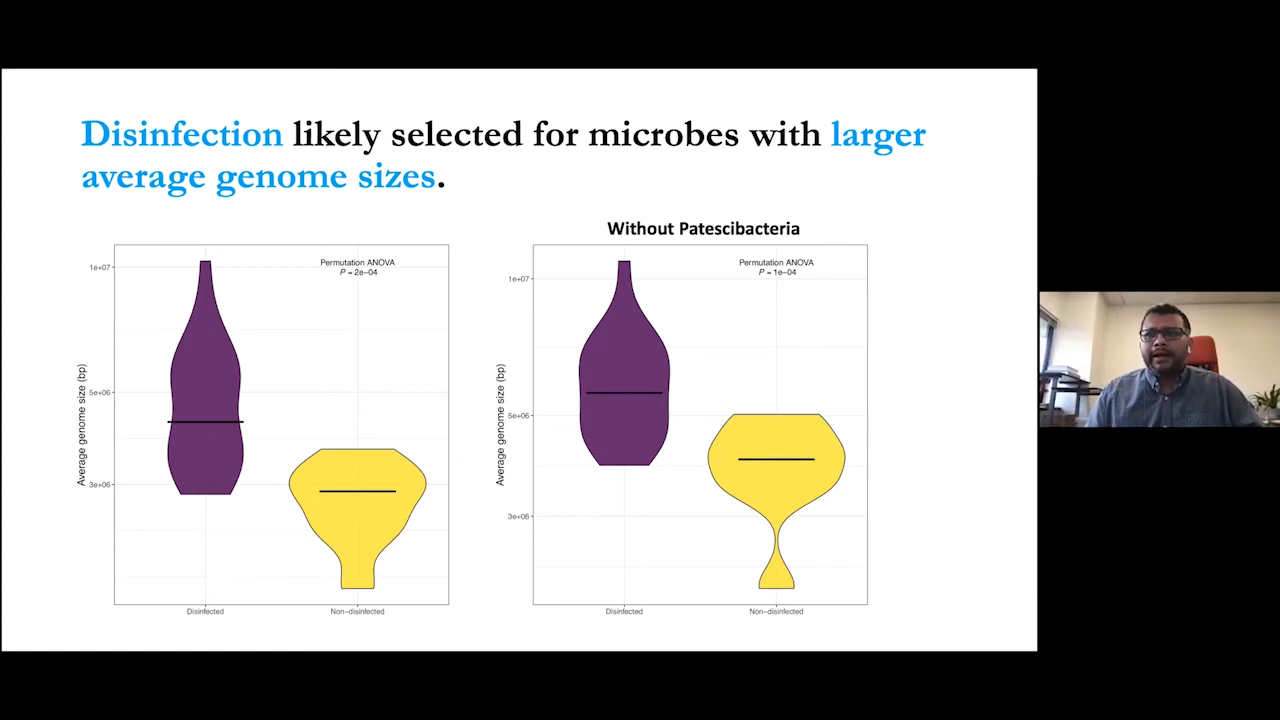 Disinfection likely selected for microbes with larger
average genome sizes.
Average genome size (bp)
1e+07
5e+06
3e+06
Permutation ANOVA
P = 2e−04
Disinfected
Non−disinfected
Without Patescibacteria
Average genome size (bp)
1e+07
5e+06
3e+06
Permutation ANOVA
P = 1e−04
Disinfected
Non−disinfected